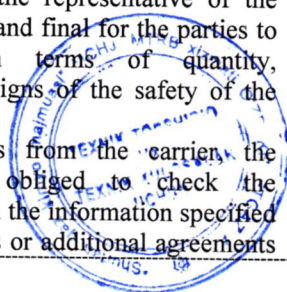 the representative of the
and final for the parties to
terms of quantity,
igns of the safety of the
s from the carrier, the
obliged to check the
the information specified
s or additional agreements
TEXNIK